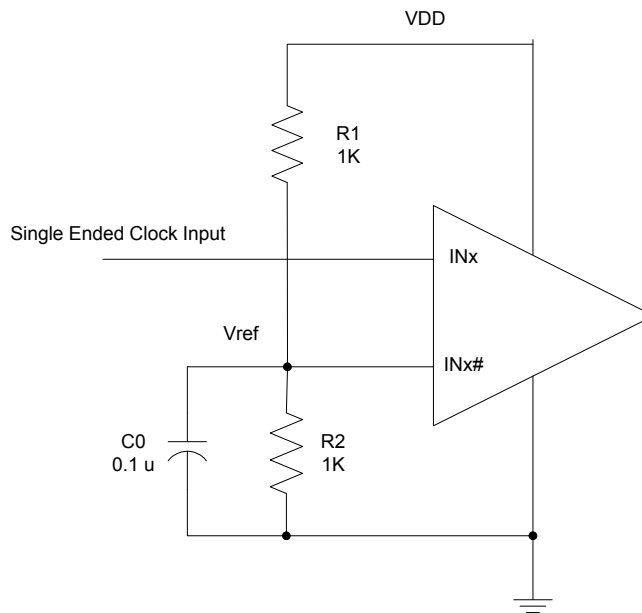 VDD
R1
1K
Single Ended Clock Input
INx
Vref
INx#
C0
0.1 u
R2
1K